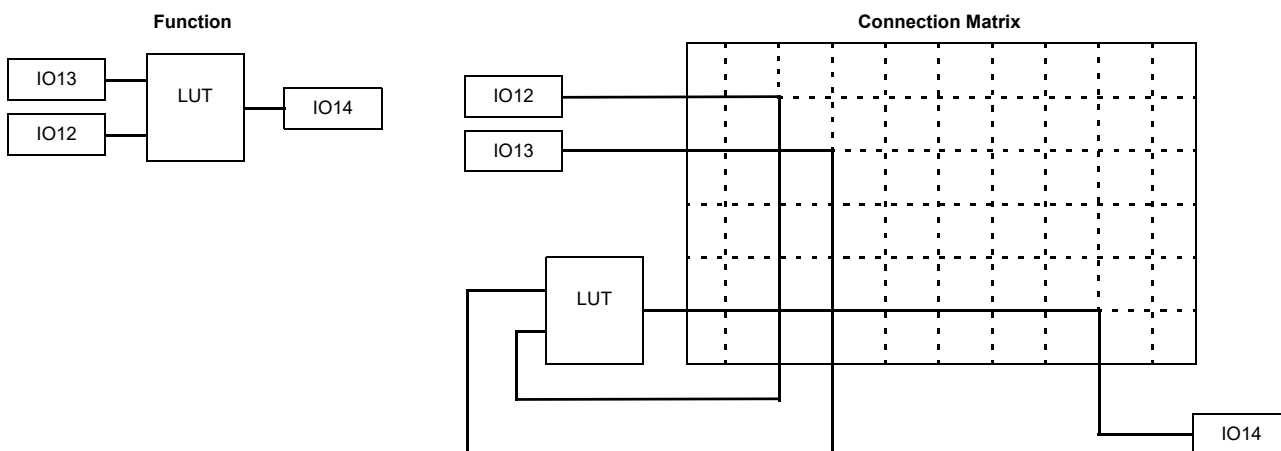 Function
IO13
IO12
LUT
IO14
Connection Matrix
IO12
IO13
LUT
IO14